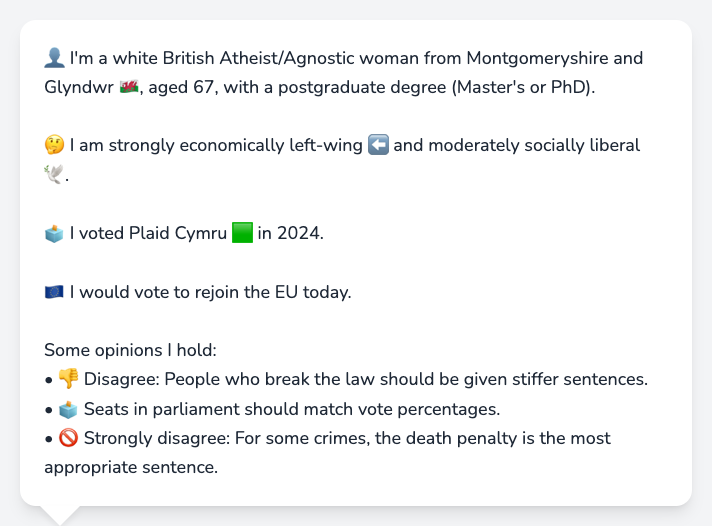 👤 I'm a white British Atheist/Agnostic woman from Montgomeryshire and
Glyndwr 🏴󠁧󠁢󠁷󠁬󠁳󠁿, aged 67, with a postgraduate degree (Master's or PhD).
🤔 I am strongly economically left-wing ⬅️ and moderately socially liberal
🕊️.
🗳️ I voted Plaid Cymru 🟩 in 2024.
🇪🇺 I would vote to rejoin the EU today.
Some opinions I hold:
• 👎 Disagree: People who break the law should be given stiffer sentences.
• 🗳️ Seats in parliament should match vote percentages.
• 🚫 Strongly disagree: For some crimes, the death penalty is the most
appropriate sentence.